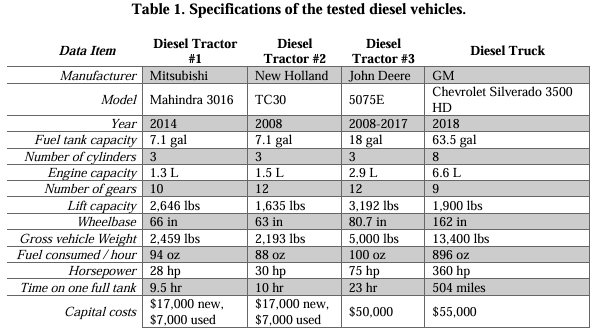 Table 1. Specifications of the tested diesel vehicles.
Data Item Diesel Tractor #1 Diesel Tractor #2 Diesel Tractor #3 Diesel Truck
Manufacturer Mitsubishi New Holland John Deere GM
Model Mahindra 3016 TC30 5075E Chevrolet Silverado 3500 HD
Year 2014 2008 2008-2017 2018
Fuel tank capacity 7.1 gal 7.1 gal 18 gal 63.5 gal
Number of cylinders 3 3 3 8
Engine capacity 1.3 L 1.5 L 2.9 L 6.6 L
Number of gears 10 12 12 9
Lift capacity 2,646 lbs 1,635 lbs 3,192 lbs 1,900 lbs
Wheelbase 66 in 63 in 80.7 in 162 in
Gross vehicle Weight 2,459 lbs 2,193 lbs 5,000 lbs 13,400 lbs
Fuel consumed / hour 94 oz 88 oz 100 oz 896 oz
Horsepower 28 hp 30 hp 75 hp 360 hp
Time on one full tank 9.5 hr 10 hr 23 hr 504 miles
Capital costs $17,000 new, $7,000 used $17,000 new, $7,000 used $50,000 $55,000